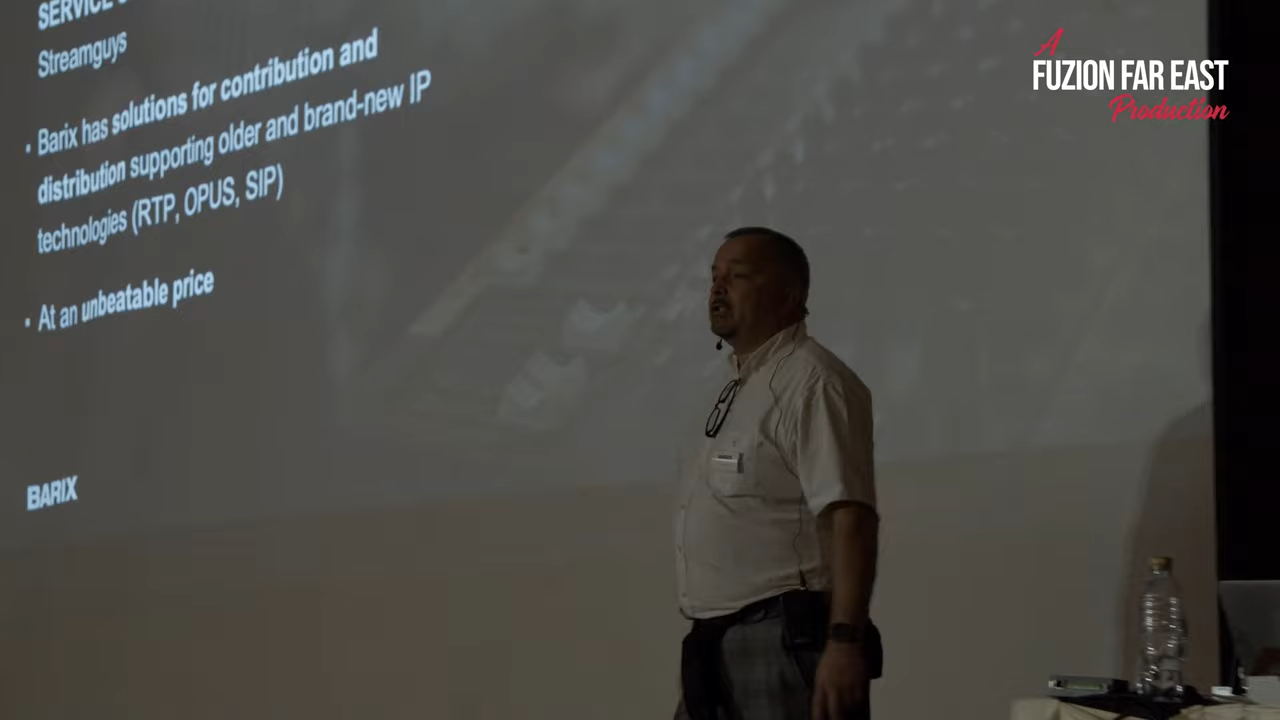 Streamguys
• Barix has solutions for contribution and
distribution supporting older and brand-new IP
technologies (RTP, OPUS, SIP)
• At an unbeatable price
BARIX
A
FUZION FAR EAST
Production